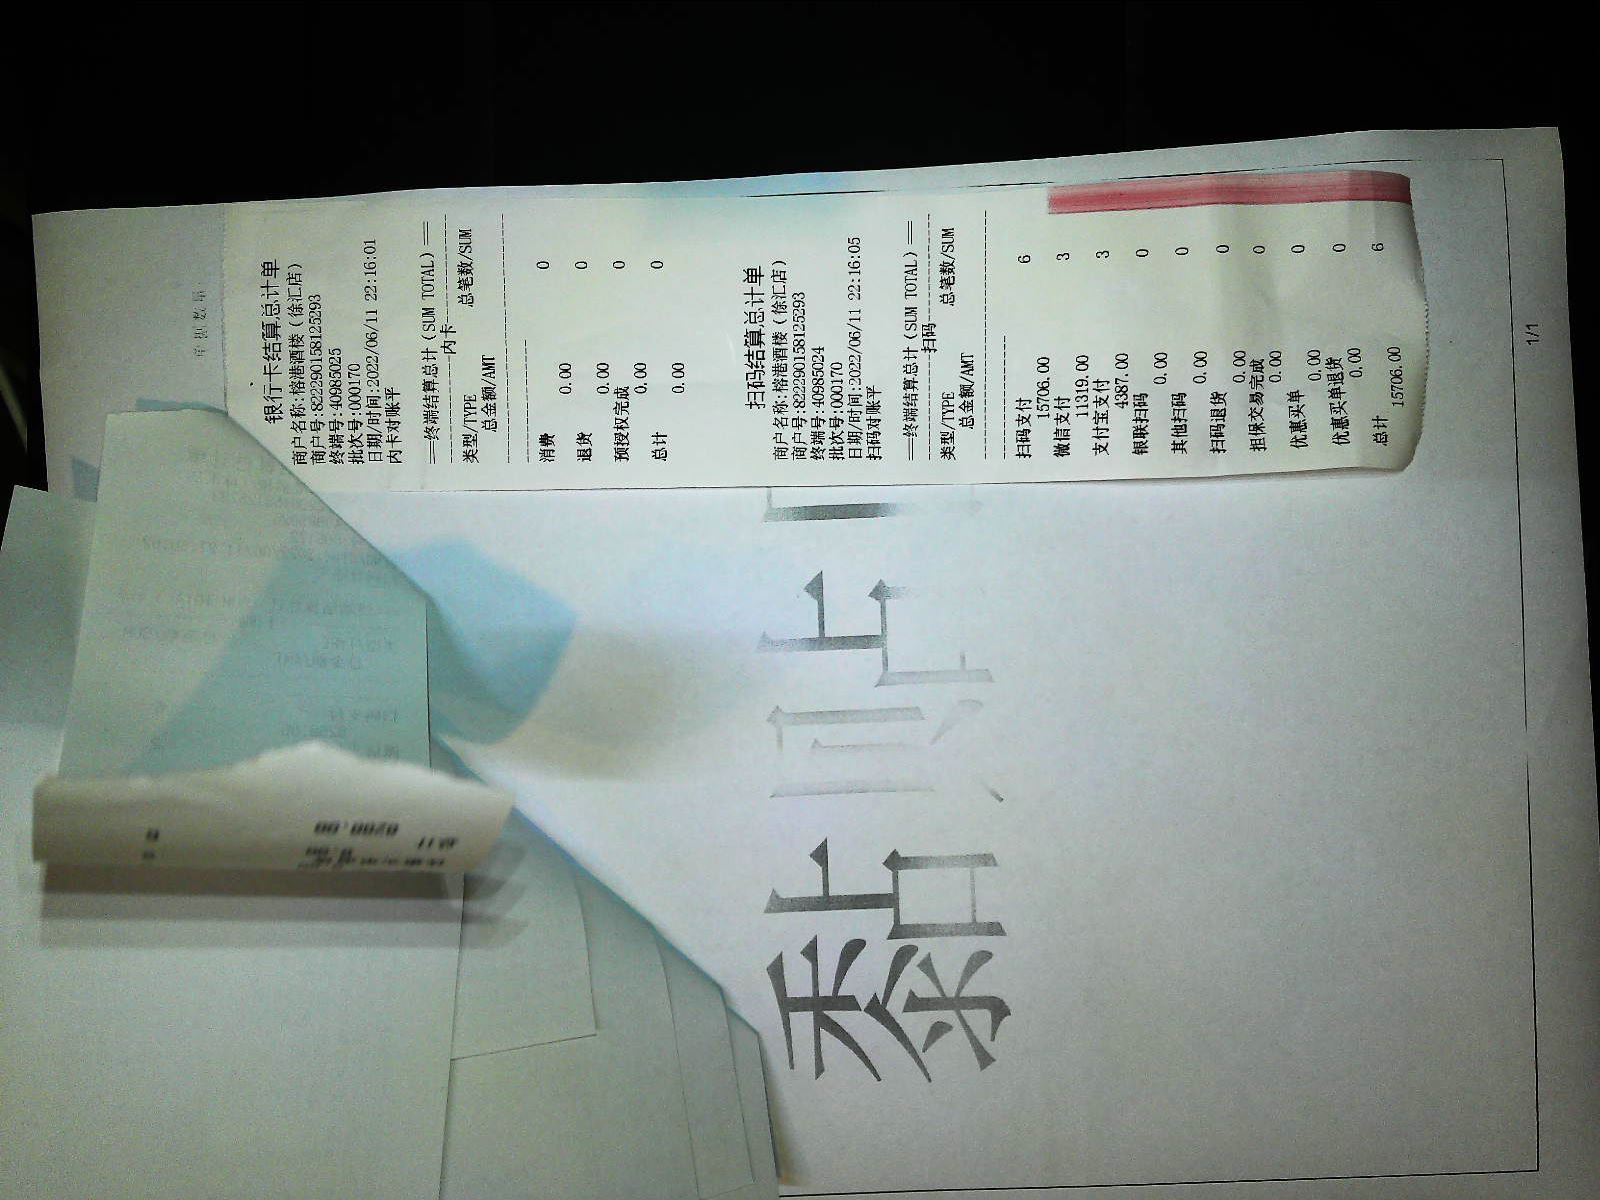 银行卡结算总计单
商户名称:榕港酒楼(徐汇店)
商户号:822290158125293
终端号:40985025
批次号:000170
日期/时间:2022/06/11 22:16:01
内卡对账平
==终端结算总计(SUM TOTAL)==
内卡
类型/TYPE 总笔数/SUM
总金额/AMT
消费 0
0.00
退货 0
0.00
预授权完成 0
0.00
总计 0
0.00
扫码结算总计单
商户名称:榕港酒楼(徐汇店)
商户号:822290158125293
终端号:40985024
批次号:000170
日期/时间:2022/06/11 22:16:05
扫码对账平
==终端结算总计(SUM TOTAL)==
扫码
类型/TYPE 总笔数/SUM
总金额/AMT
扫码支付 6
15706.00
微信支付 3
11319.00
支付宝支付 3
4387.00
银联扫码 0
0.00
其他扫码 0
0.00
扫码退货 0
0.00
担保交易完成 0
0.00
优惠买单 0
0.00
优惠买单退货 0
0.00
总计 6
15706.00
粘贴
1/1